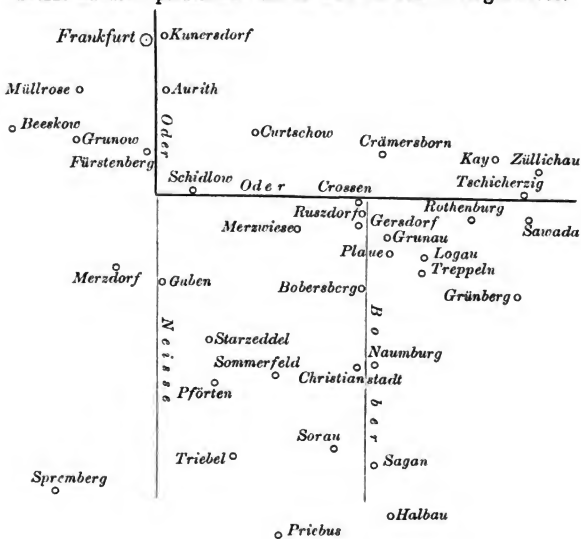 Frankfurt Kunersdorf
Müllrose Aurith
Beeskow Curtschow
Grunow Crämersborn
Fürstenberg Kay Züllichau
Oder
Schidlow Oder Crossen Tschicherzig
Ruszdorf Gersdorf Rothenburg
Merzwiese Grunau Sawada
Plaue Logau
Merzdorf Treppeln
Guben Bobersberg Grünberg
Neisse
Bober
Starzeddel
Sommerfeld Naumburg
Pförten Christianstadt
Sorau
Triebel Sagan
Spremberg
Halbau
Priebus